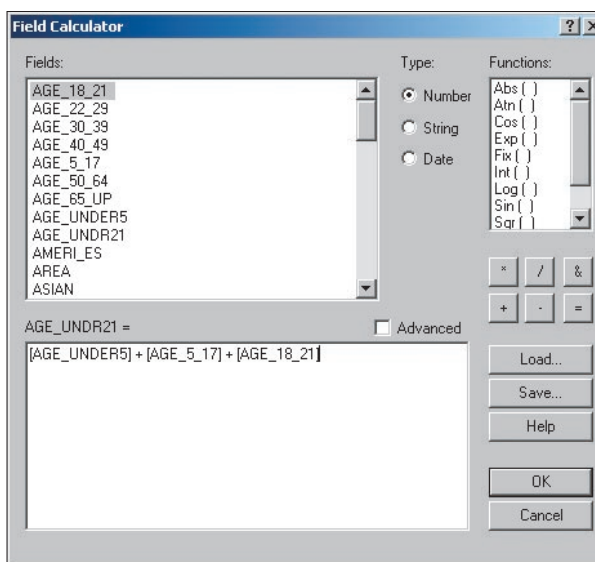 Field Calculator
Fields:
AGE_18_21
AGE_22_29
AGE_30_39
AGE_40_49
AGE_5_17
AGE_50_64
AGE_65_UP
AGE_UNDER5
AGE_UNDR21
AMERI_ES
AREA
ASIAN
Type:
Number
String
Date
Functions:
Abs ( )
Atn ( )
Cos ( )
Exp ( )
Fix ( )
Int ( )
Log ( )
Sin ( )
Sqr ( )
* / &
+ - =
AGE_UNDR21 =
Advanced
[AGE_UNDER5] + [AGE_5_17] + [AGE_18_21]
Load...
Save...
Help
OK
Cancel